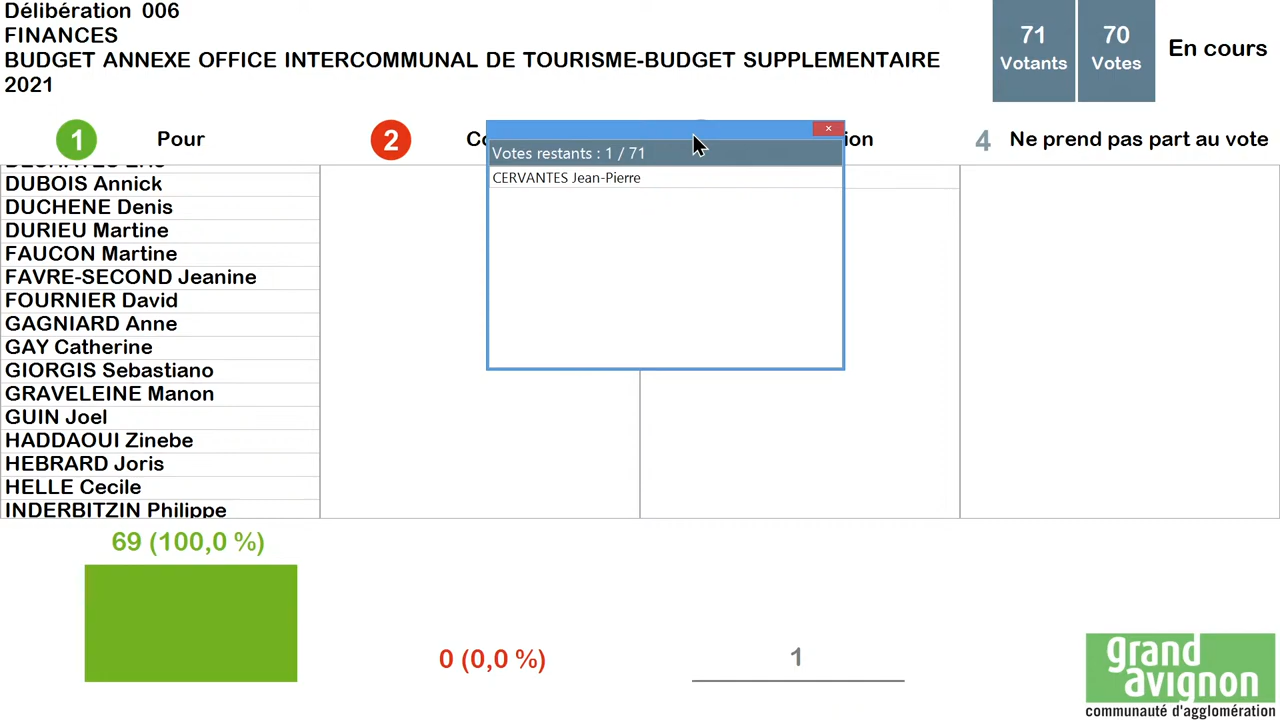 Délibération 006
FINANCES
BUDGET ANNEXE OFFICE INTERCOMMUNAL DE TOURISME-BUDGET SUPPLEMENTAIRE
2021
71
Votants
70
Votes
En cours
1
Pour
2
Co
ion
4
Ne prend pas part au vote
Votes restants : 1 / 71
CERVANTES Jean-Pierre
DUBOIS Annick
DUCHENE Denis
DURIEU Martine
FAUCON Martine
FAVRE-SECOND Jeanine
FOURNIER David
GAGNIARD Anne
GAY Catherine
GIORGIS Sebastiano
GRAVELEINE Manon
GUIN Joel
HADDAOUI Zinebe
HEBRARD Joris
HELLE Cecile
INDERBITZIN Philippe
69 (100,0 %)
0 (0,0 %)
1
grand
avignon
communauté d'agglomération